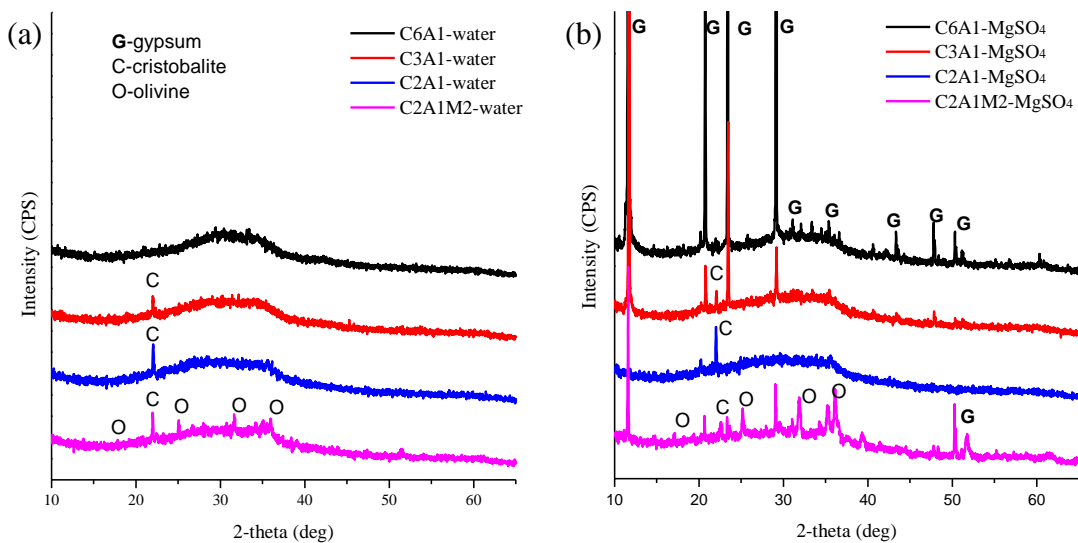 (a)
G-gypsum
C-cristobalite
O-olivine
C6A1-water
C3A1-water
C2A1-water
C2A1M2-water
Intensity (CPS)
C
C
C
O
O
O
O
10
20
30
40
50
60
2-theta (deg)
(b)
G
G
G
G
C6A1-MgSO4
C3A1-MgSO4
C2A1-MgSO4
C2A1M2-MgSO4
Intensity (CPS)
G
G
G
G
G
C
C
O
C
O
O
O
G
10
20
30
40
50
60
2-theta (deg)